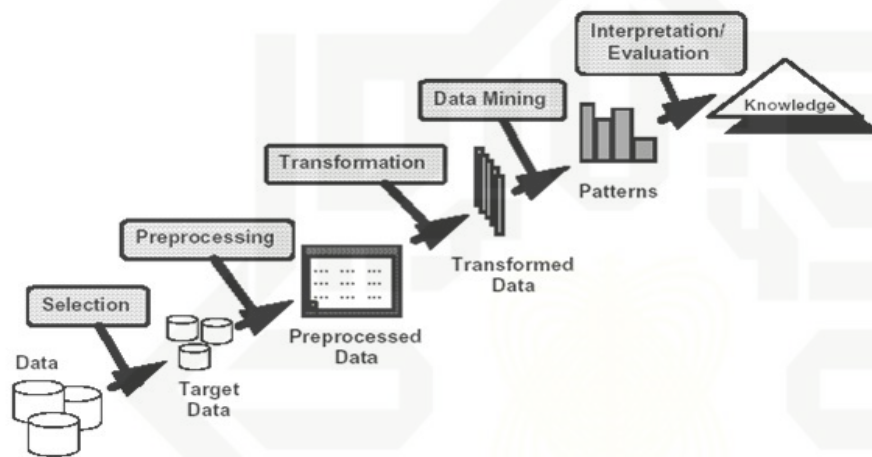 Interpretation/
Evaluation
Data Mining
Knowledge
Transformation
Patterns
Preprocessing
Transformed
Data
Selection
Preprocessed
Data
Data
Target
Data